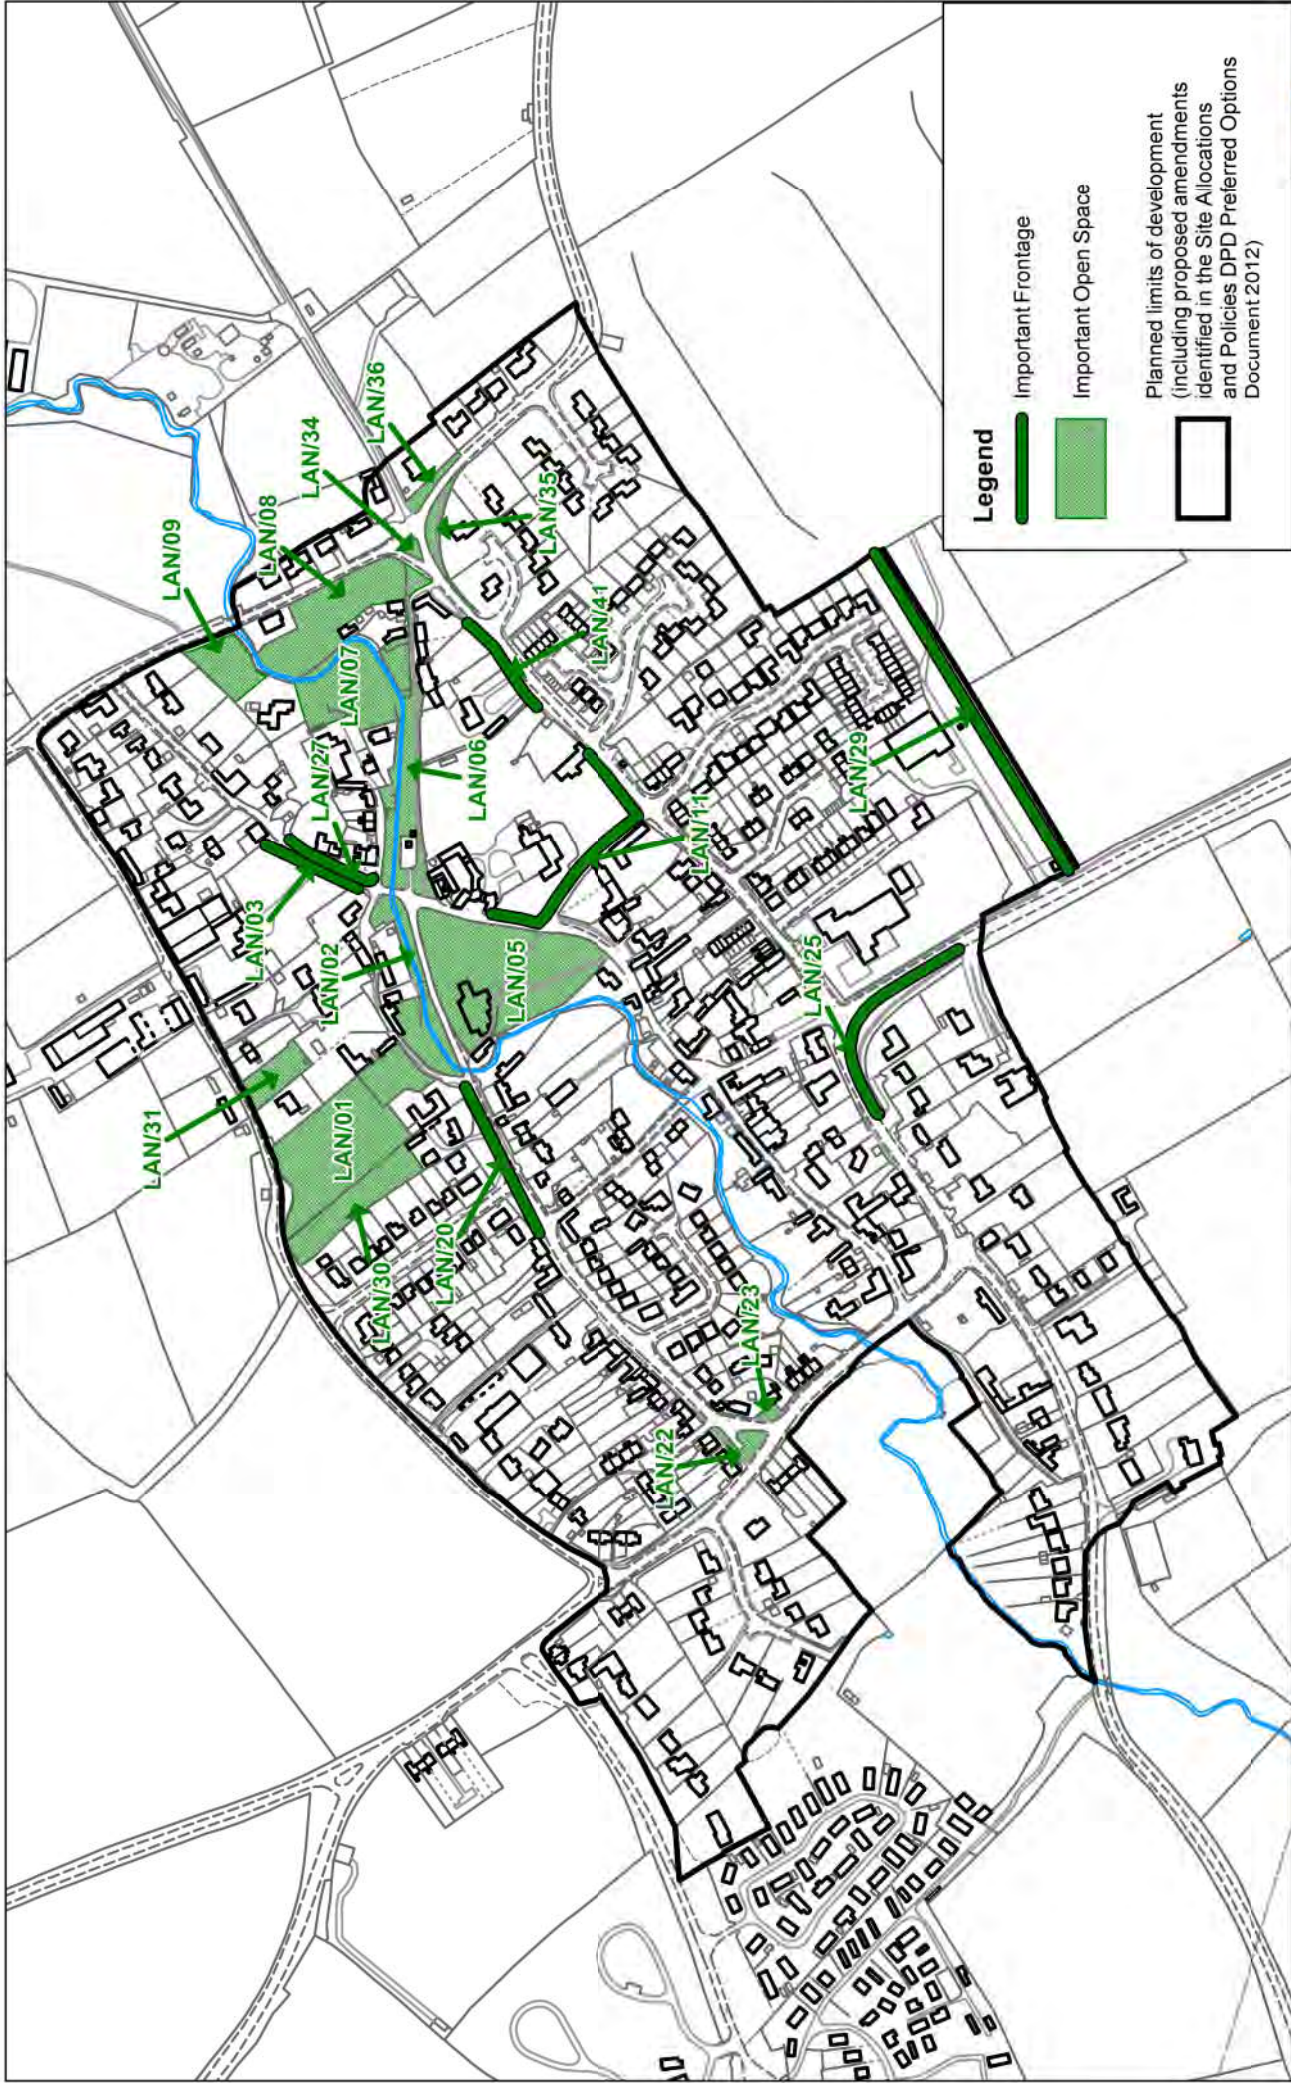 LAN/09
LAN/08
LAN/34
LAN/36
LAN/35
LAN/07
LAN/27
LAN/06
LAN/41
LAN/03
LAN/02
LAN/05
LAN/11
LAN/29
LAN/25
LAN/31
LAN/01
LAN/30
LAN/20
LAN/23
LAN/22
Legend
Important Frontage
Important Open Space
Planned limits of development
(including proposed amendments
identified in the Site Allocations
and Policies DPD Preferred Options
Document 2012)